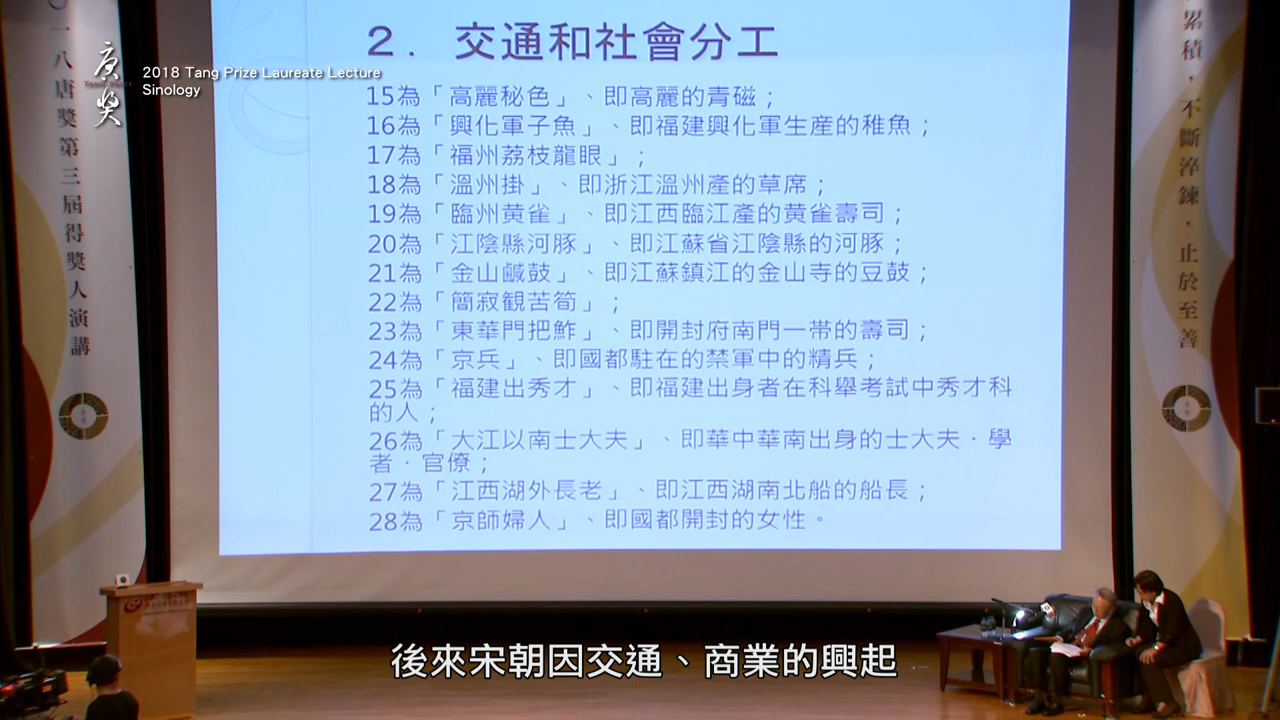 2. 交通和社會分工
唐獎
2018 Tang Prize Laureate Lecture
Sinology
15為「高麗秘色」、即高麗的青磁；
16為「興化軍子魚」、即福建興化軍生産的稚魚；
17為「福州荔枝龍眼」；
18為「溫州掛」、即浙江溫州產的草席；
19為「臨州黄雀」、即江西臨江產的黄雀壽司；
20為「江陰縣河豚」、即江蘇省江陰縣的河豚；
21為「金山鹹鼓」、即江蘇鎮江的金山寺的豆鼓；
22為「簡寂観苦筍」；
23為「東華門把鮓」、即開封府南門一帯的壽司；
24為「京兵」、即國都駐在的禁軍中的精兵；
25為「福建出秀才」、即福建出身者在科舉考試中秀才科
的人；
26為「大江以南士大夫」、即華中華南出身的士大夫．學
者．官僚；
27為「江西湖外長老」、即江西湖南北船的船長；
28為「京師婦人」、即國都開封的女性。
一八唐獎第三屆得獎人演講
累積，不斷淬鍊，止於至善
後來宋朝因交通、商業的興起